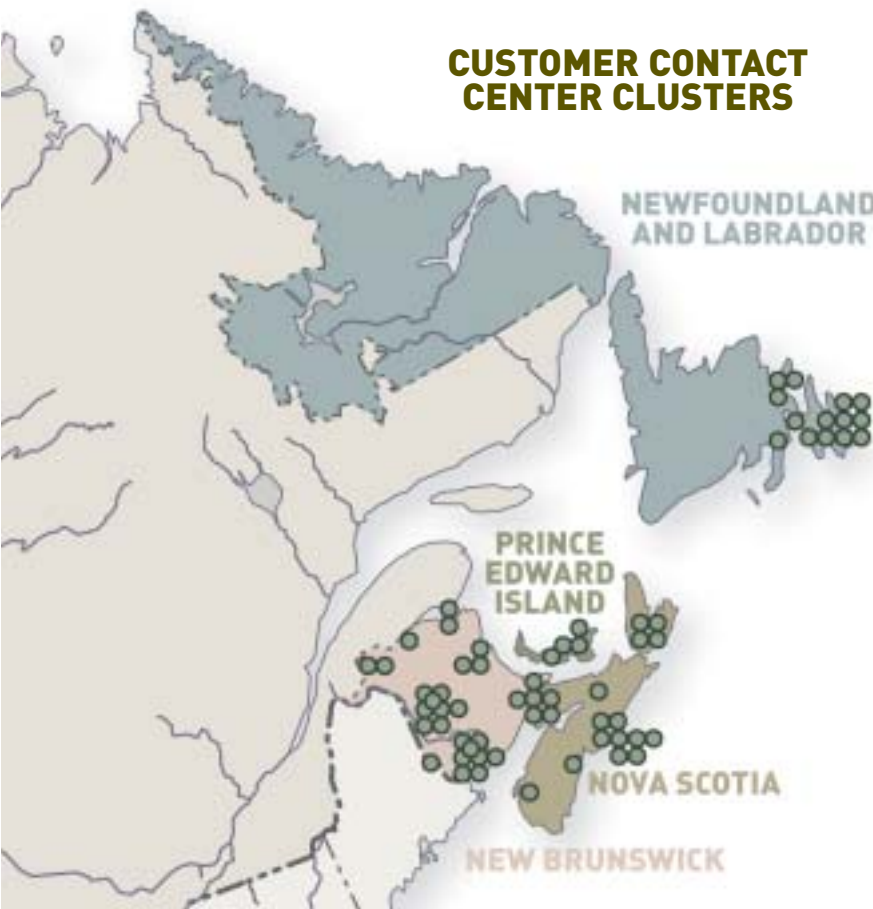 CUSTOMER CONTACT
CENTER CLUSTERS
NEWFOUNDLAND
AND LABRADOR
PRINCE
EDWARD
ISLAND
NOVA SCOTIA
NEW BRUNSWICK